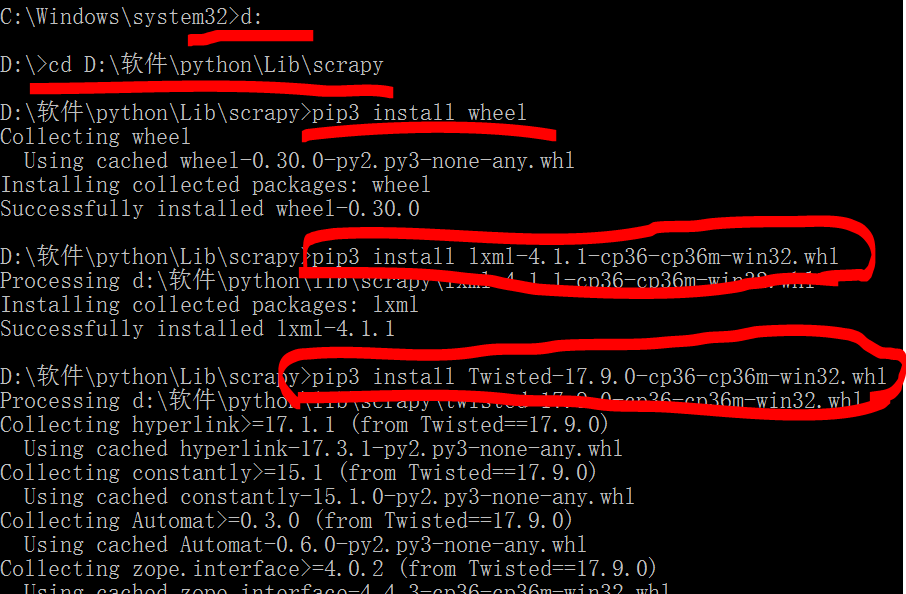 C:\Windows\system32>d:
D:\>cd D:\软件\python\Lib\scrapy
D:\软件\python\Lib\scrapy>pip3 install wheel
Collecting wheel
  Using cached wheel-0.30.0-py2.py3-none-any.whl
Installing collected packages: wheel
Successfully installed wheel-0.30.0
D:\软件\python\Lib\scrapy>pip3 install lxml-4.1.1-cp36-cp36m-win32.whl
Processing d:\软件\python\lib\scrapy\lxml-4.1.1-cp36-cp36m-win32.whl
Installing collected packages: lxml
Successfully installed lxml-4.1.1
D:\软件\python\Lib\scrapy>pip3 install Twisted-17.9.0-cp36-cp36m-win32.whl
Processing d:\软件\python\lib\scrapy\twisted-17.9.0-cp36-cp36m-win32.whl
Collecting hyperlink>=17.1.1 (from Twisted==17.9.0)
  Using cached hyperlink-17.3.1-py2.py3-none-any.whl
Collecting constantly>=15.1 (from Twisted==17.9.0)
  Using cached constantly-15.1.0-py2.py3-none-any.whl
Collecting Automat>=0.3.0 (from Twisted==17.9.0)
  Using cached Automat-0.6.0-py2.py3-none-any.whl
Collecting zope.interface>=4.0.2 (from Twisted==17.9.0)
  Using cached zope.interface-4.4.3-cp36-cp36m-win32.whl